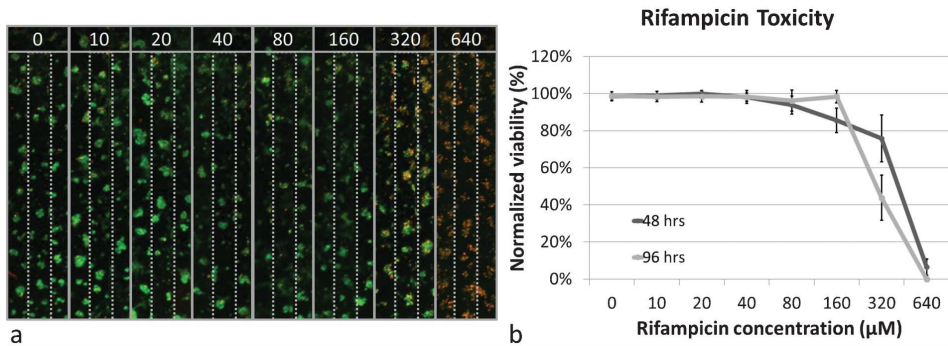 0 10 20 40 80 160 320 640
a
Rifampicin Toxicity
Normalized viability (%)
120%
100%
80%
60%
40%
20%
0%
48 hrs
96 hrs
0 10 20 40 80 160 320 640
Rifampicin concentration (µM)
b